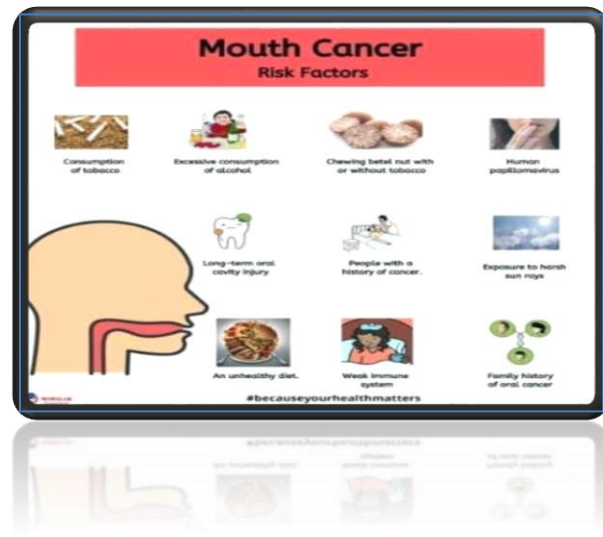 Mouth Cancer
Risk Factors
Consumption
of tobacco
Excessive consumption
of alcohol
Chewing betel nut with
or without tobacco
Human
papillomavirus
Long-term oral
cavity injury
People with a
history of cancer.
Exposure to harsh
sun rays
An unhealthy diet.
Weak immune
system
Family history
of oral cancer
#becauseyourhealthmatters